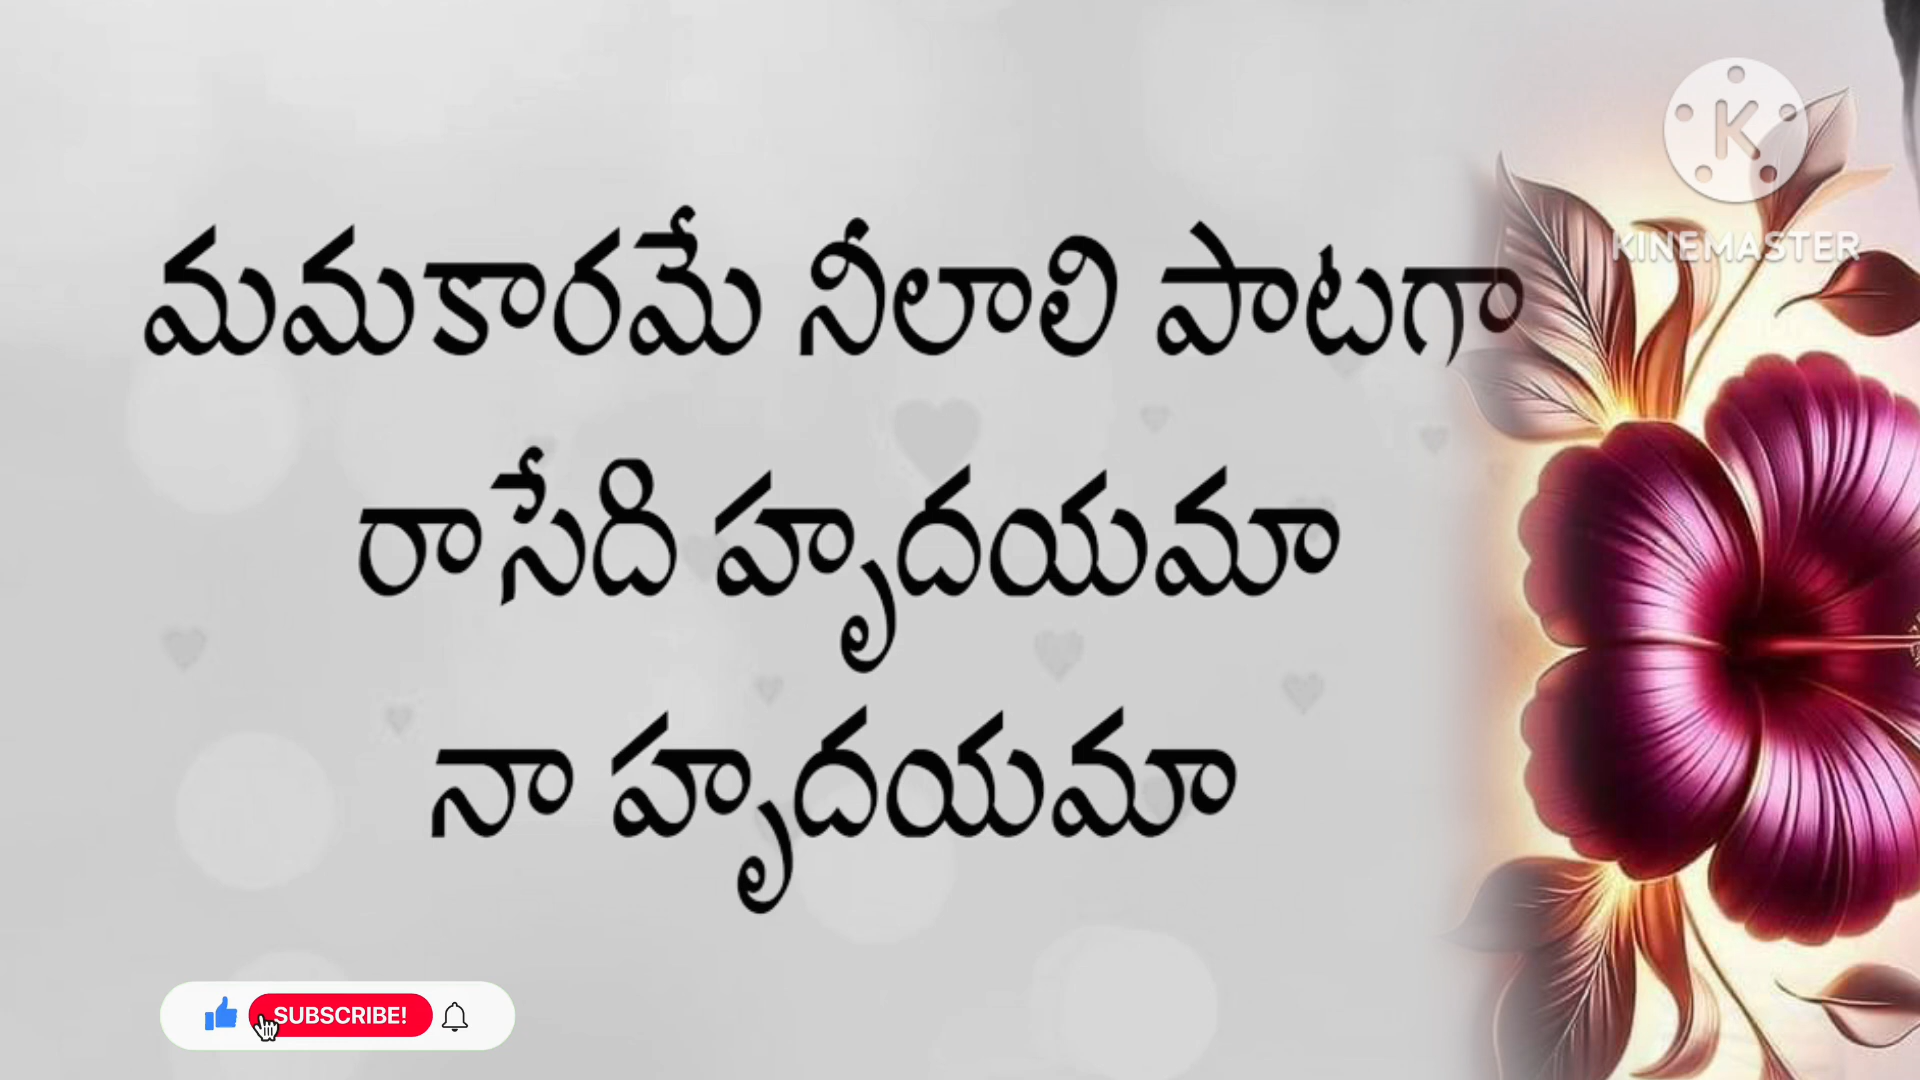 K
KINEMASTER
మమకారమే నీలాలి పాటగా
రాసేది హృదయమా
నా హృదయమా
SUBSCRIBE!